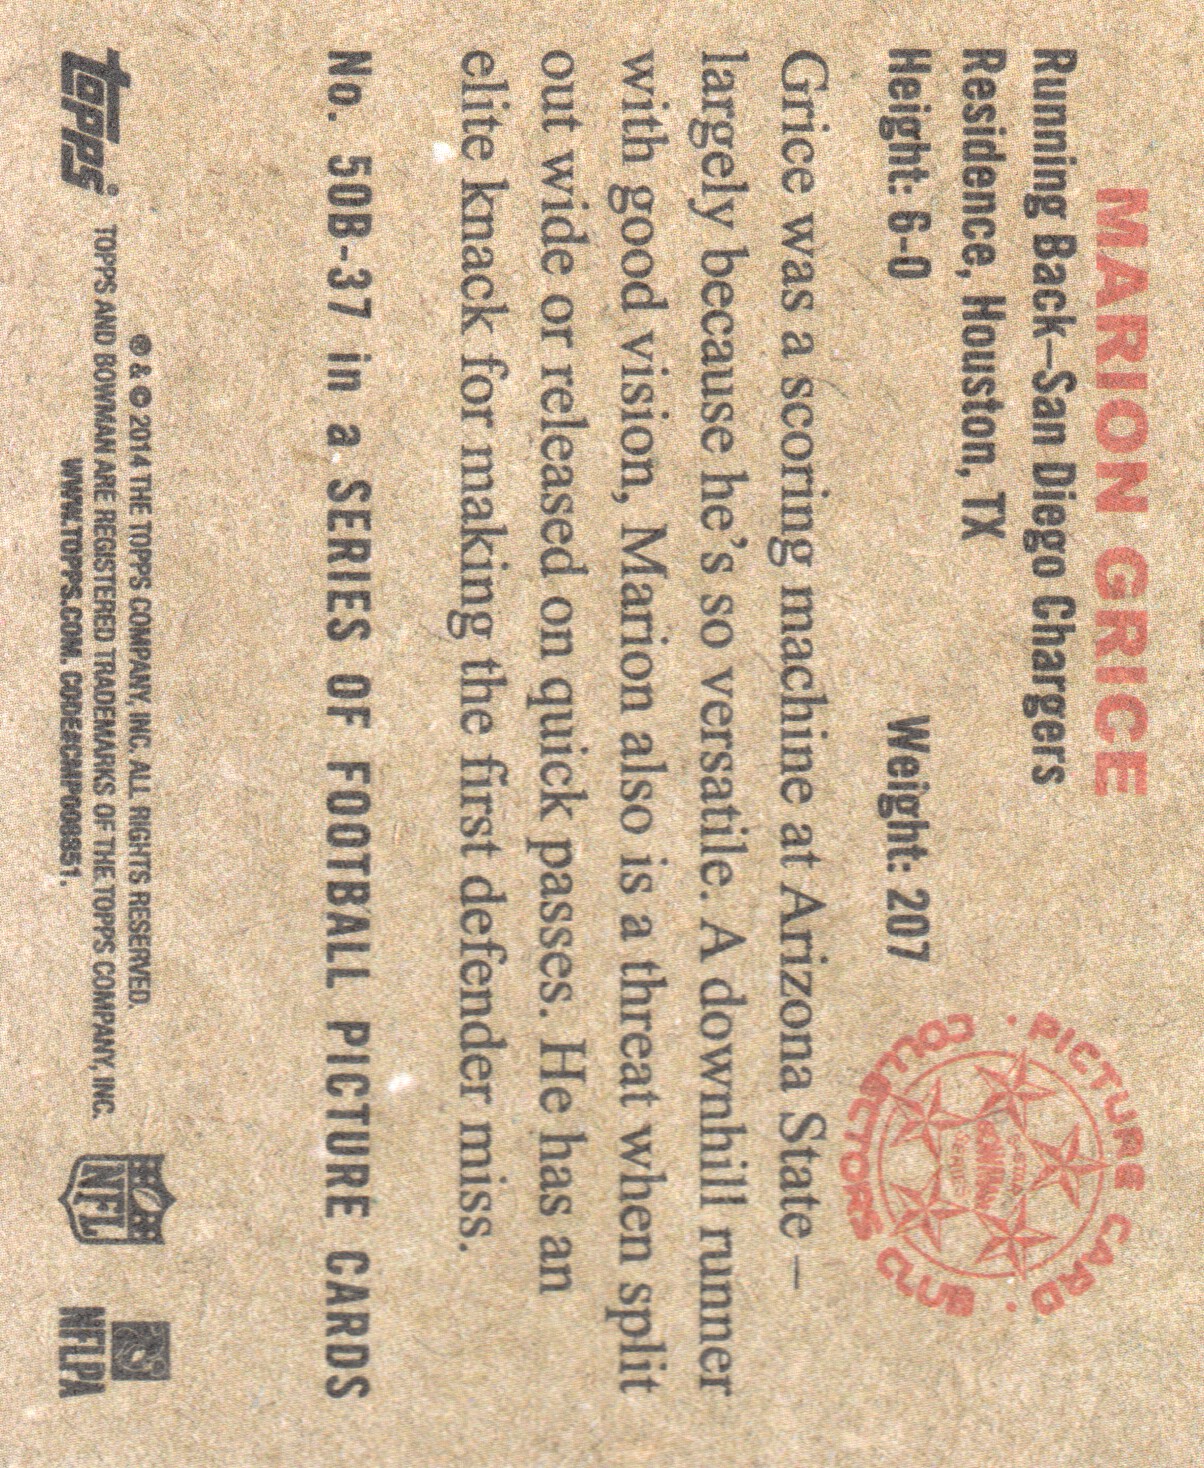 MARION GRICE
Running Back—San Diego Chargers
Residence, Houston, TX
Height: 6-0 Weight: 207
PICTURE CARD COLLECTORS CLUB
5-STAR
BOWMAN
SERIES
Grice was a scoring machine at Arizona State –
largely because he's so versatile. A downhill runner
with good vision, Marion also is a threat when split
out wide or released on quick passes. He has an
elite knack for making the first defender miss.
No. 50B-37 in a SERIES OF FOOTBALL PICTURE CARDS
® & © 2014 THE TOPPS COMPANY, INC. ALL RIGHTS RESERVED.
TOPPS AND BOWMAN ARE REGISTERED TRADEMARKS OF THE TOPPS COMPANY, INC.
WWW.TOPPS.COM. CODE#CMP008851.
topps®
NFL
NFLPA